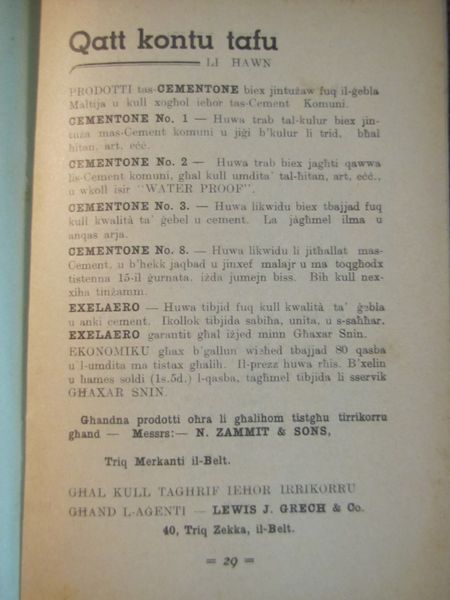 Qatt kontu tafu
LI HAWN
PRODOTTI tas-CEMENTONE biex jintużaw fuq il-ġebla
Maltija u kull xogħol ieħor tas-Cement Komuni.
CEMENTONE No. 1 — Huwa trab tal-kulur biex jin-
tuża mas-Cement komuni u jiġi b'kulur li trid, bħal
ħitan, art, eċċ.
CEMENTONE No. 2 — Huwa trab biex jagħti qawwa
lis-Cement komuni, għal kull umdita' tal-ħitan, art, eċċ.,
u wkoll isir "WATER PROOF".
CEMENTONE No. 3. — Huwa likwidu biex tbajjad fuq
kull kwalità ta' ġebel u cement. La jagħmel ilma u
anqas arja.
CEMENTONE No. 8. — Huwa likwidu li jitħallat mas-
Cement, u b'hekk jaqbad u jinxef malajr u ma toqgħodx
tistenna 15-il ġurnata, iżda jumejn biss. Bih kull nex-
xiha tinżamm.
EXELAERO — Huwa tibjid fuq kull kwalità ta' ġebla
u anki cement. Ikollok tibjida sabiħa, unita, u s-saħħar.
EXELAERO garantit għal iżjed minn Għaxar Snin.
EKONOMIKU għax b'gallun wieħed tbajjad 80 qasba
u l-umdita ma tistax għalih. Il-prezz huwa rħis. B'xelin
u ħames soldi (1s.5d.) l-qasba, tagħmel tibjida li sservik
GĦAXAR SNIN.
Għandna prodotti oħra li għalihom tistgħu tirrikorru
għand — Messrs:— N. ZAMMIT & SONS,
Triq Merkanti il-Belt.
GĦAL KULL TAGĦRIF IEĦOR IRRIKORRU
GĦAND L-AGENTI — LEWIS J. GRECH & Co.
40, Triq Zekka, il-Belt.
= 29 =